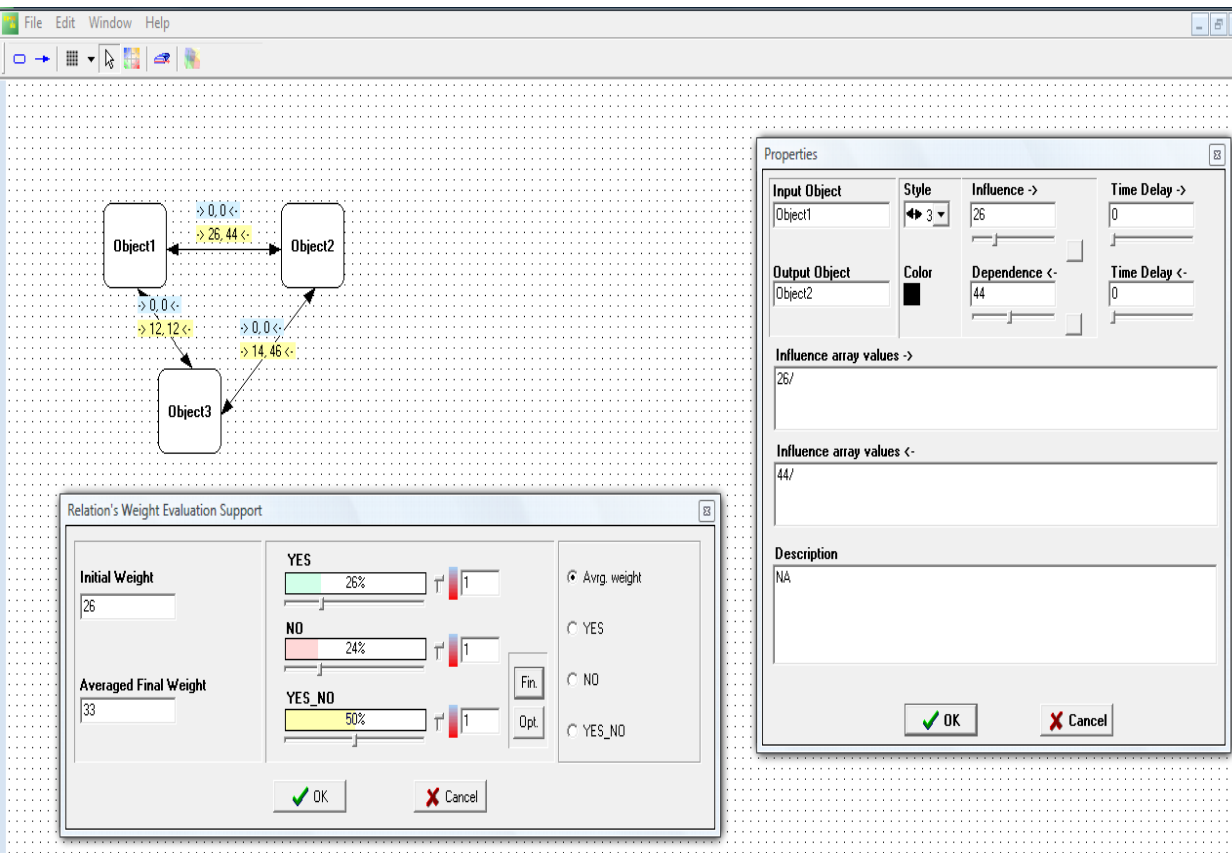 File Edit Window Help
-> 0, 0 <-
-> 26, 44 <-
Object1
Object2
-> 0, 0 <-
-> 12, 12 <-
-> 0, 0 <-
-> 14, 46 <-
Object3
Properties
Input Object
Style
Influence ->
Time Delay ->
Object1
3
26
0
Output Object
Color
Dependence <-
Time Delay <-
Object2
44
0
Influence array values ->
26/
Influence array values <-
44/
Description
NA
OK
Cancel
Relation's Weight Evaluation Support
Initial Weight
26
Averaged Final Weight
33
YES
26%
1
NO
24%
1
YES_NO
50%
1
Fin.
Opt.
Avrg. weight
YES
NO
YES_NO
OK
Cancel